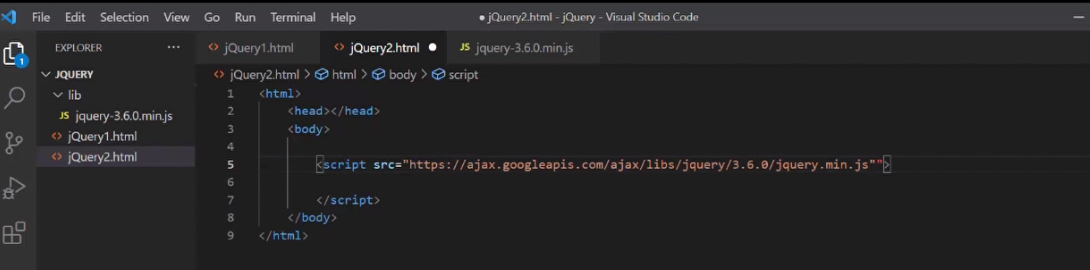 File Edit Selection View Go Run Terminal Help ● jQuery2.html - jQuery - Visual Studio Code
EXPLORER ...
jQuery1.html jQuery2.html ● JS jquery-3.6.0.min.js
1
JQUERY
jQuery2.html > html > body > script
lib
JS jquery-3.6.0.min.js
jQuery1.html
jQuery2.html
1 <html>
2 <head></head>
3 <body>
4
5 <script src="https://ajax.googleapis.com/ajax/libs/jquery/3.6.0/jquery.min.js"">
6
7 </script>
8 </body>
9 </html>